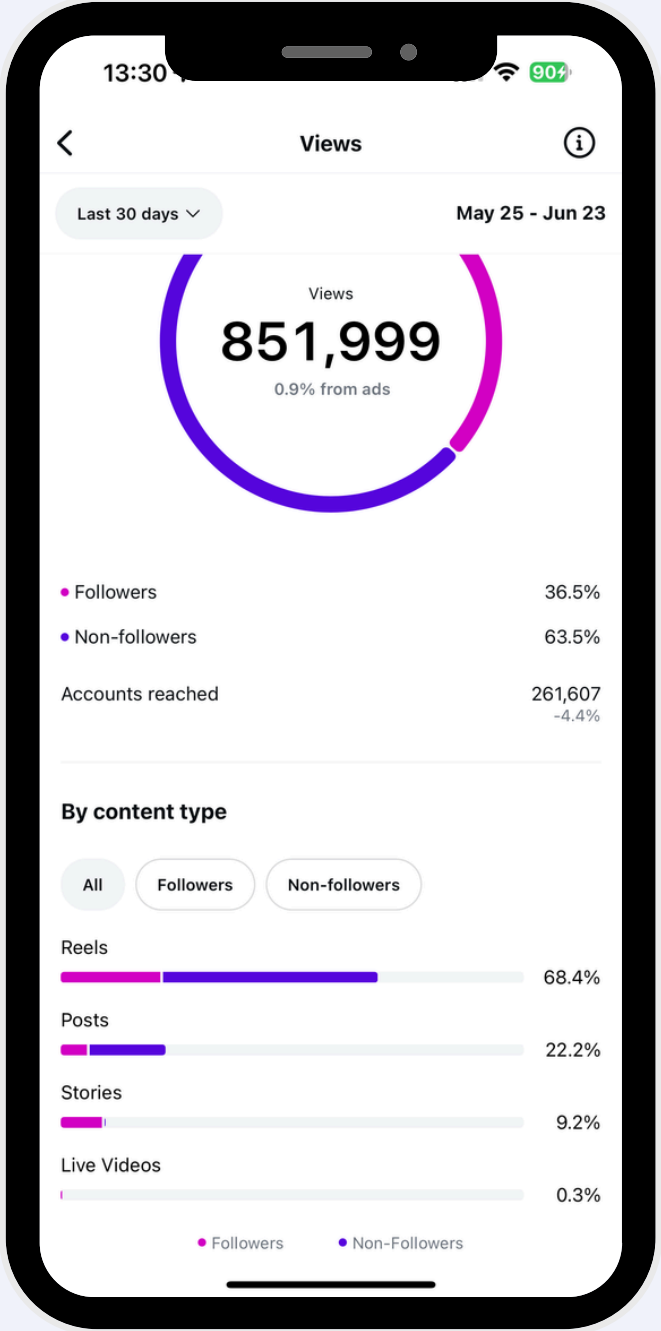 13:30
90
Views
Last 30 days
May 25 - Jun 23
Views
851,999
0.9% from ads
Followers 36.5%
Non-followers 63.5%
Accounts reached 261,607
-4.4%
By content type
All Followers Non-followers
Reels
68.4%
Posts
22.2%
Stories
9.2%
Live Videos
0.3%
Followers Non-Followers